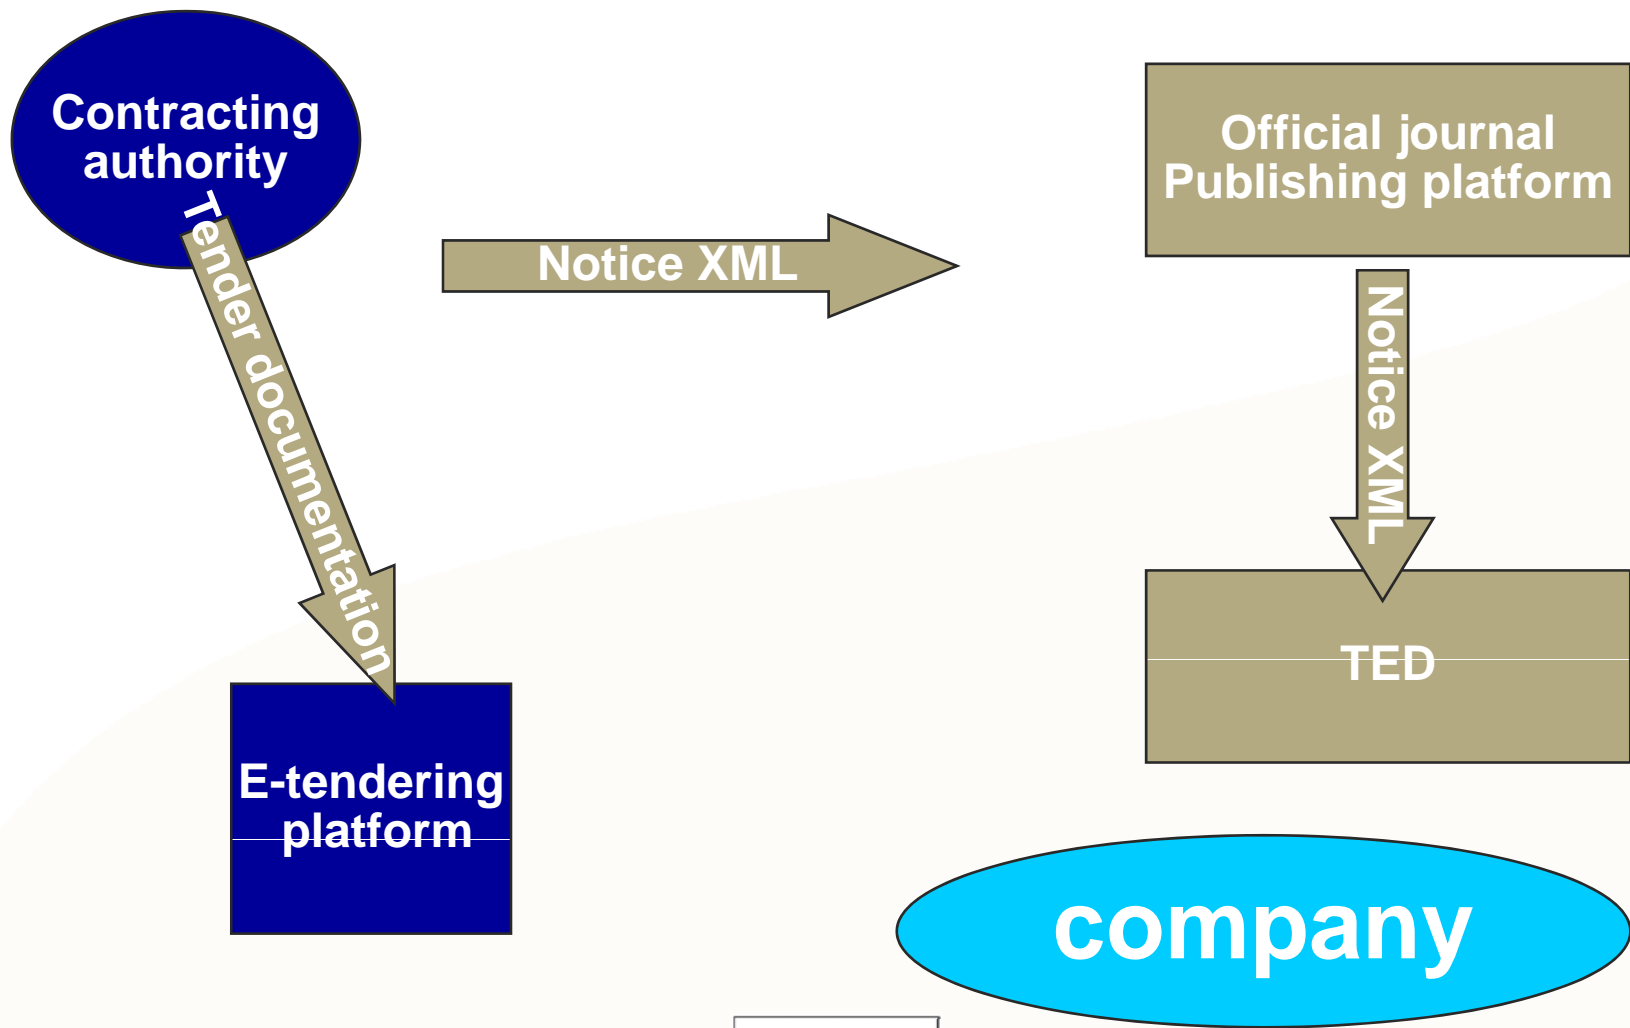 Contracting
authority
Official journal
Publishing platform
Notice XML
Tender documentation
Notice XML
TED
E-tendering
platform
company